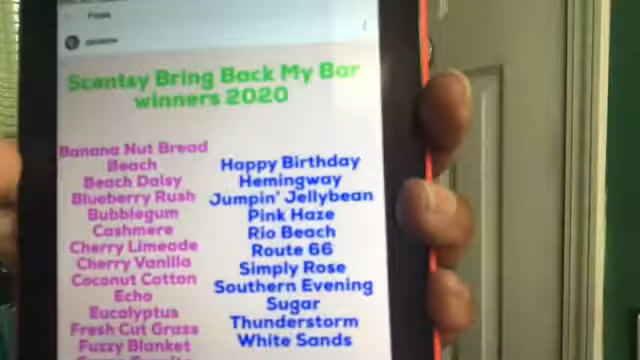 Posts
Scentsy Bring Back My Bar
winners 2020
Banana Nut Bread
Beach
Beach Daisy
Blueberry Rush
Bubblegum
Cashmere
Cherry Limeade
Cherry Vanilla
Coconut Cotton
Echo
Eucalyptus
Fresh Cut Grass
Fuzzy Blanket
Happy Birthday
Hemingway
Jumpin' Jellybean
Pink Haze
Rio Beach
Route 66
Simply Rose
Southern Evening
Sugar
Thunderstorm
White Sands